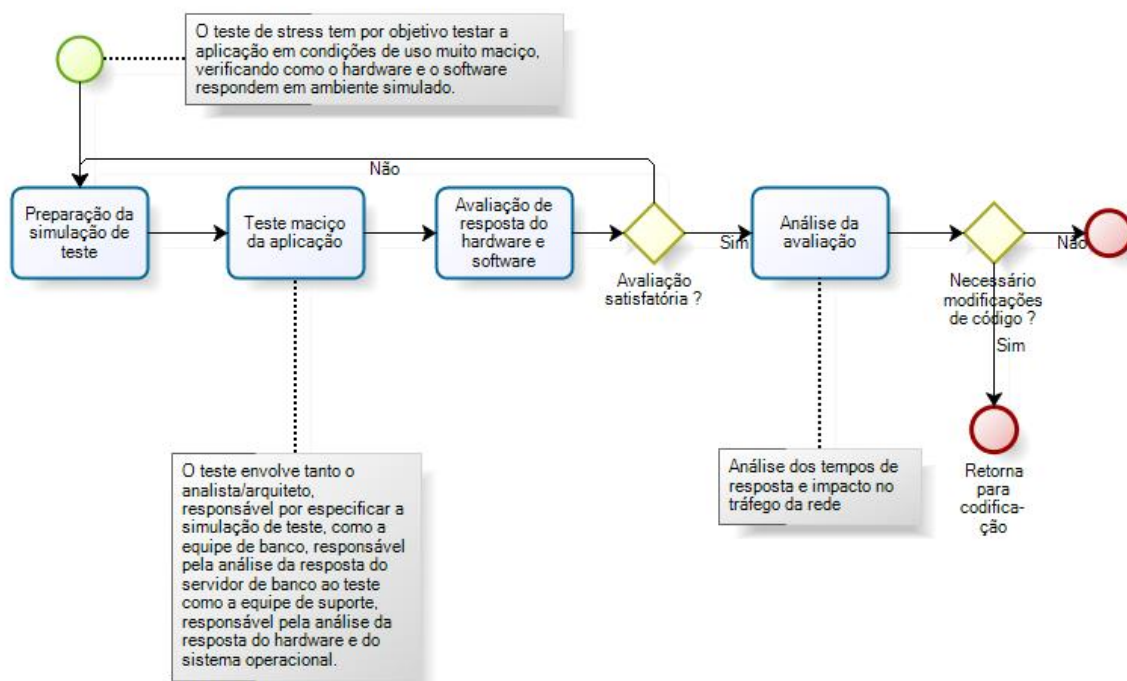 O teste de stress tem por objetivo testar a
aplicação em condições de uso muito maciço,
verificando como o hardware e o software
respondem em ambiente simulado.
Não
Preparação da
simulação de
teste
Teste maciço
da aplicação
Avaliação de
resposta do
hardware e
software
Avaliação
satisfatória ?
Sim
Análise da
avaliação
Necessário
modificações
de código ?
Não
Sim
Retorna
para
codifica-
ção
O teste envolve tanto o
analista/arquiteto,
responsável por especificar a
simulação de teste, como a
equipe de banco, responsável
pela análise da resposta do
servidor de banco ao teste
como a equipe de suporte,
responsável pela análise da
resposta do hardware e do
sistema operacional.
Análise dos tempos de
resposta e impacto no
tráfego da rede